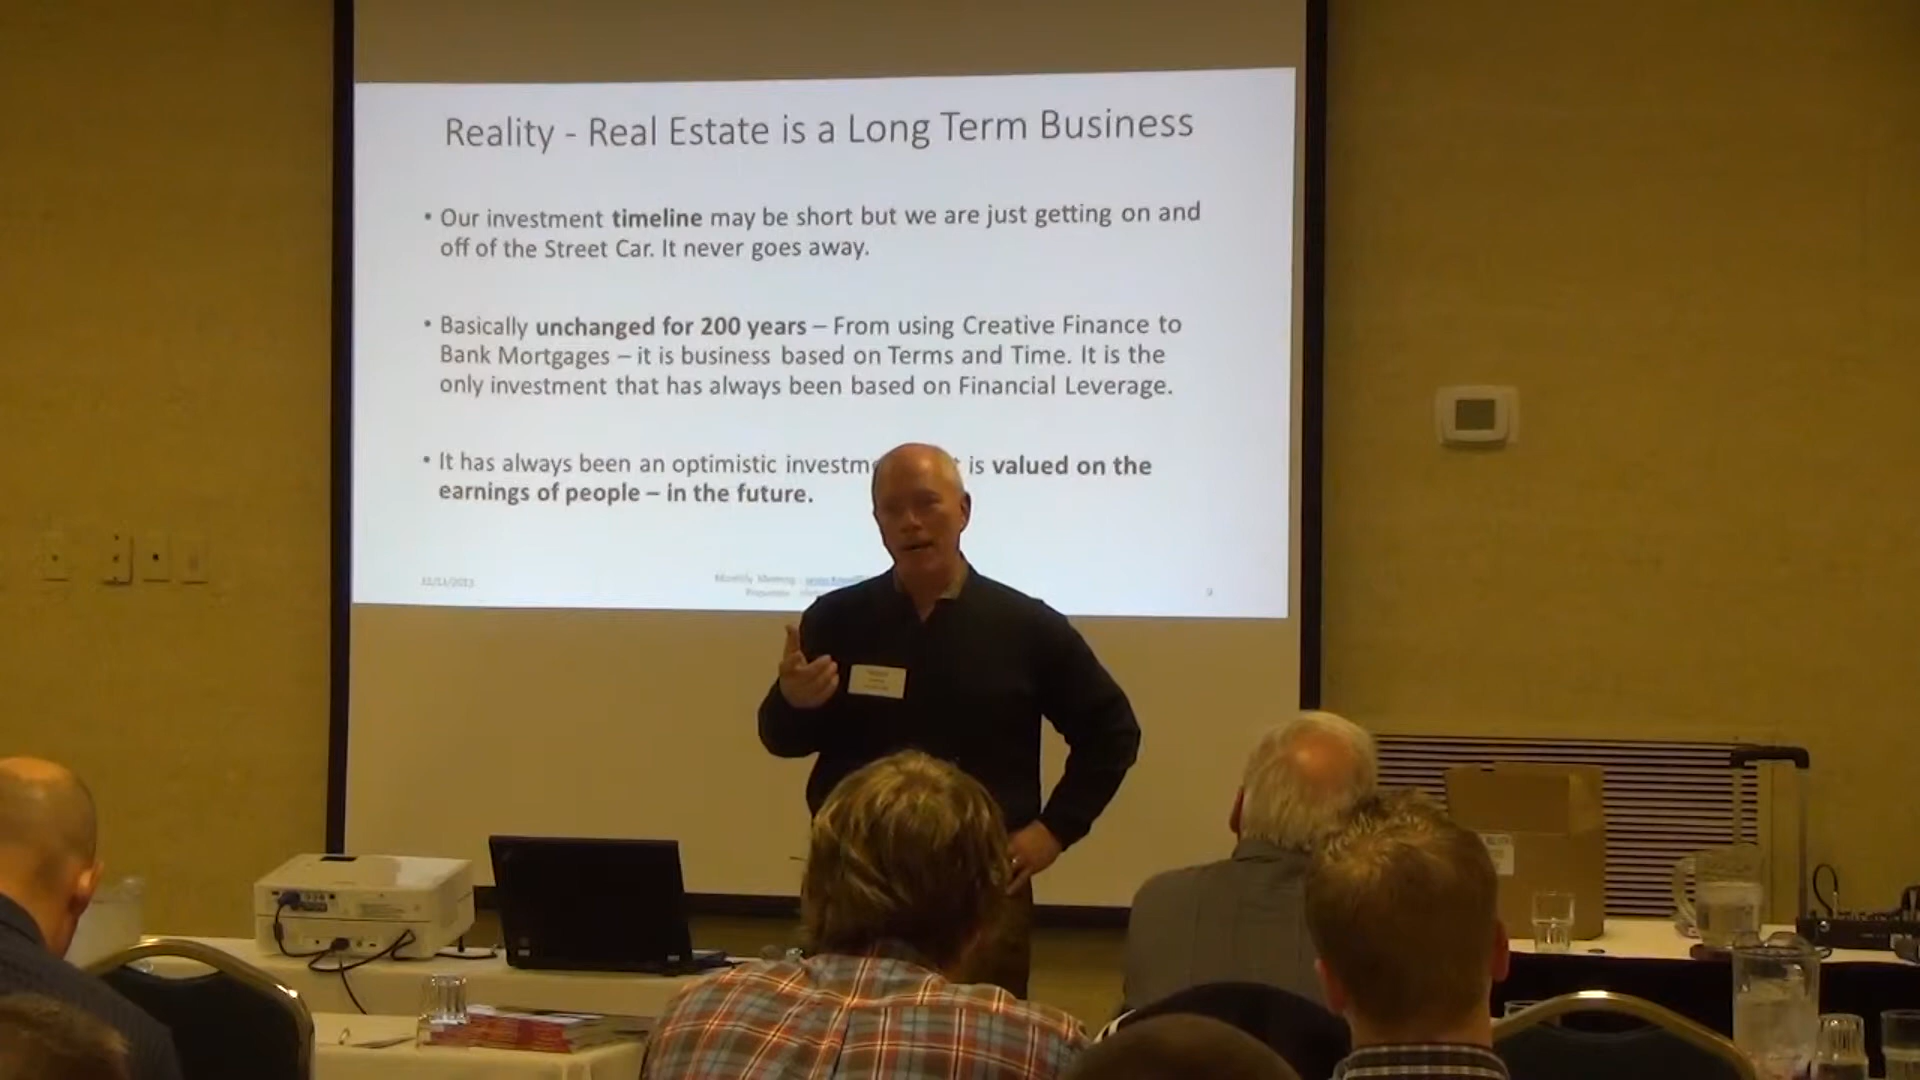 Reality - Real Estate is a Long Term Business
• Our investment timeline may be short but we are just getting on and
off of the Street Car. It never goes away.
• Basically unchanged for 200 years – From using Creative Finance to
Bank Mortgages – it is business based on Terms and Time. It is the
only investment that has always been based on Financial Leverage.
• It has always been an optimistic investm is valued on the
earnings of people – in the future.
Monthly Meeting -
9